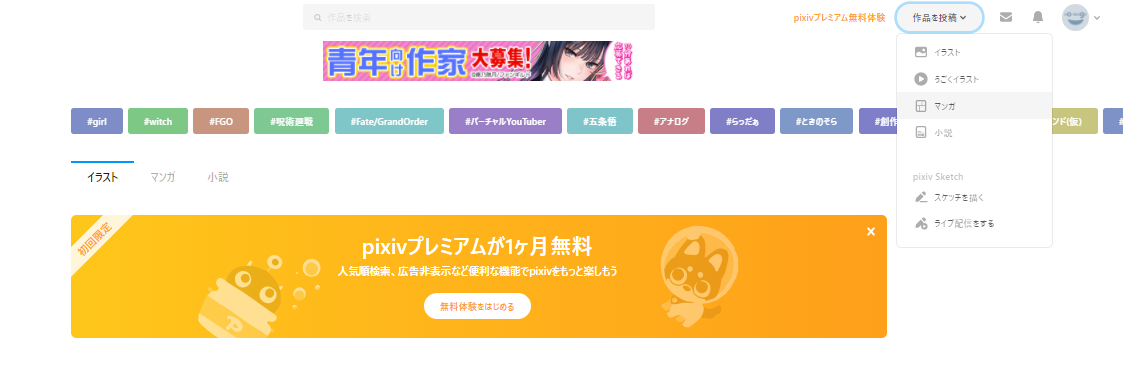 作品を検索
pixivプレミアム無料体験
作品を投稿
青年向け作家大募集!
イラスト
うごくイラスト
マンガ
小説
pixiv Sketch
スケッチを描く
ライブ配信をする
#girl
#witch
#FGO
#呪術廻戦
#Fate/GrandOrder
#バーチャルYouTuber
#五条悟
#アナログ
#らっだぁ
#ときのそら
#創作
ンド(仮)
イラスト
マンガ
小説
初回限定
pixivプレミアムが1ヶ月無料
人気順検索、広告非表示など便利な機能でpixivをもっと楽しもう
無料体験をはじめる